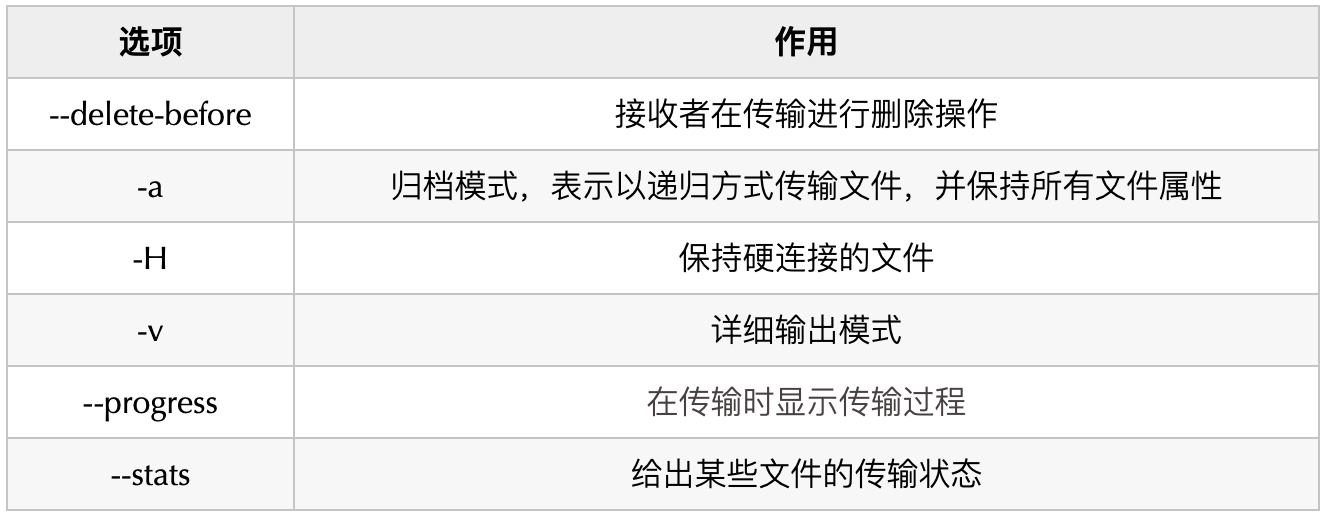 选项 作用
--delete-before 接收者在传输进行删除操作
-a 归档模式，表示以递归方式传输文件，并保持所有文件属性
-H 保持硬连接的文件
-v 详细输出模式
--progress 在传输时显示传输过程
--stats 给出某些文件的传输状态